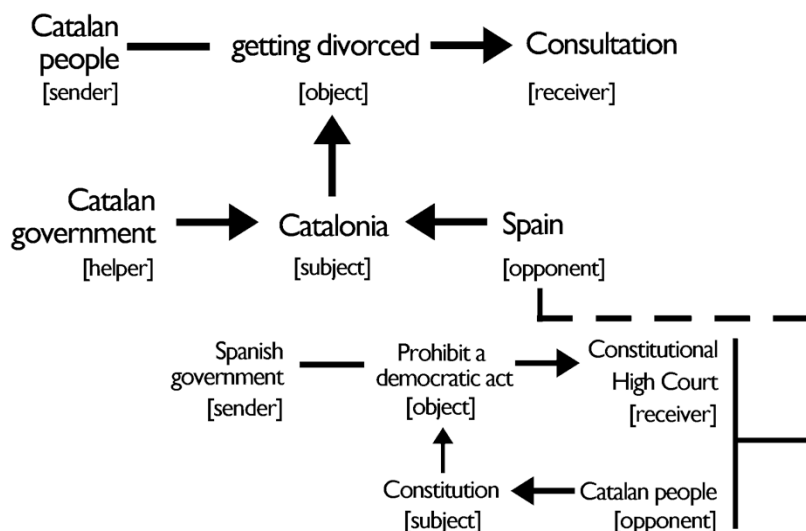 Catalan
people
[sender]
getting divorced
[object]
Consultation
[receiver]
Catalan
government
[helper]
Catalonia
[subject]
Spain
[opponent]
Spanish
government
[sender]
Prohibit a
democratic act
[object]
Constitutional
High Court
[receiver]
Constitution
[subject]
Catalan people
[opponent]